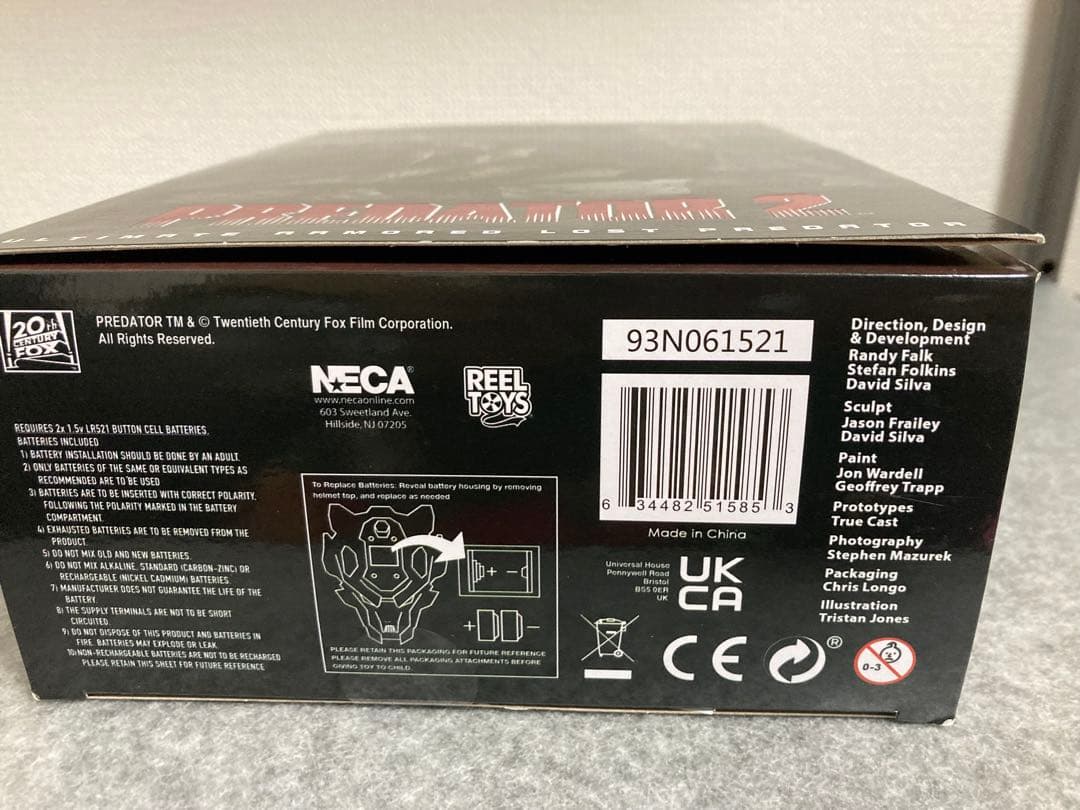 PREDATOR 2
ULTIMATE ARMORED LOST PREDATOR
20th
CENTURY
FOX
PREDATOR TM & © Twentieth Century Fox Film Corporation.
All Rights Reserved.
NECA®
www.necaonline.com
603 Sweetland Ave.
Hillside, NJ 07205
REEL
TOYS
REQUIRES 2x 1.5v LR521 BUTTON CELL BATTERIES.
BATTERIES INCLUDED
1) BATTERY INSTALLATION SHOULD BE DONE BY AN ADULT.
2) ONLY BATTERIES OF THE SAME OR EQUIVALENT TYPES AS
RECOMMENDED ARE TO BE USED
3) BATTERIES ARE TO BE INSERTED WITH CORRECT POLARITY.
FOLLOWING THE POLARITY MARKED IN THE BATTERY
COMPARTMENT.
4) EXHAUSTED BATTERIES ARE TO BE REMOVED FROM THE
PRODUCT.
5) DO NOT MIX OLD AND NEW BATTERIES.
6) DO NOT MIX ALKALINE, STANDARD (CARBON-ZINC) OR
RECHARGEABLE (NICKEL CADMIUM) BATTERIES
7) MANUFACTURER DOES NOT GUARANTEE THE LIFE OF THE
BATTERY.
8) THE SUPPLY TERMINALS ARE NOT TO BE SHORT
CIRCUITED.
9) DO NOT DISPOSE OF THIS PRODUCT AND BATTERIES IN
FIRE. BATTERIES MAY EXPLODE OR LEAK.
10) NON-RECHARGEABLE BATTERIES ARE NOT TO BE RECHARGED
PLEASE RETAIN THIS SHEET FOR FUTURE REFERENCE
To Replace Batteries: Reveal battery housing by removing
helmet top, and replace as needed
+ -
+ -
PLEASE RETAIN THIS PACKAGING FOR FUTURE REFERENCE
PLEASE REMOVE ALL PACKAGING ATTACHMENTS BEFORE
GIVING TOY TO CHILD.
93N061521
6 34482 51585 3
Made in China
Universal House
Pennywell Road
Bristol
BS5 0ER
UK
UK
CA
CE
®
0-3
Direction, Design
& Development
Randy Falk
Stefan Folkins
David Silva
Sculpt
Jason Frailey
David Silva
Paint
Jon Wardell
Geoffrey Trapp
Prototypes
True Cast
Photography
Stephen Mazurek
Packaging
Chris Longo
Illustration
Tristan Jones